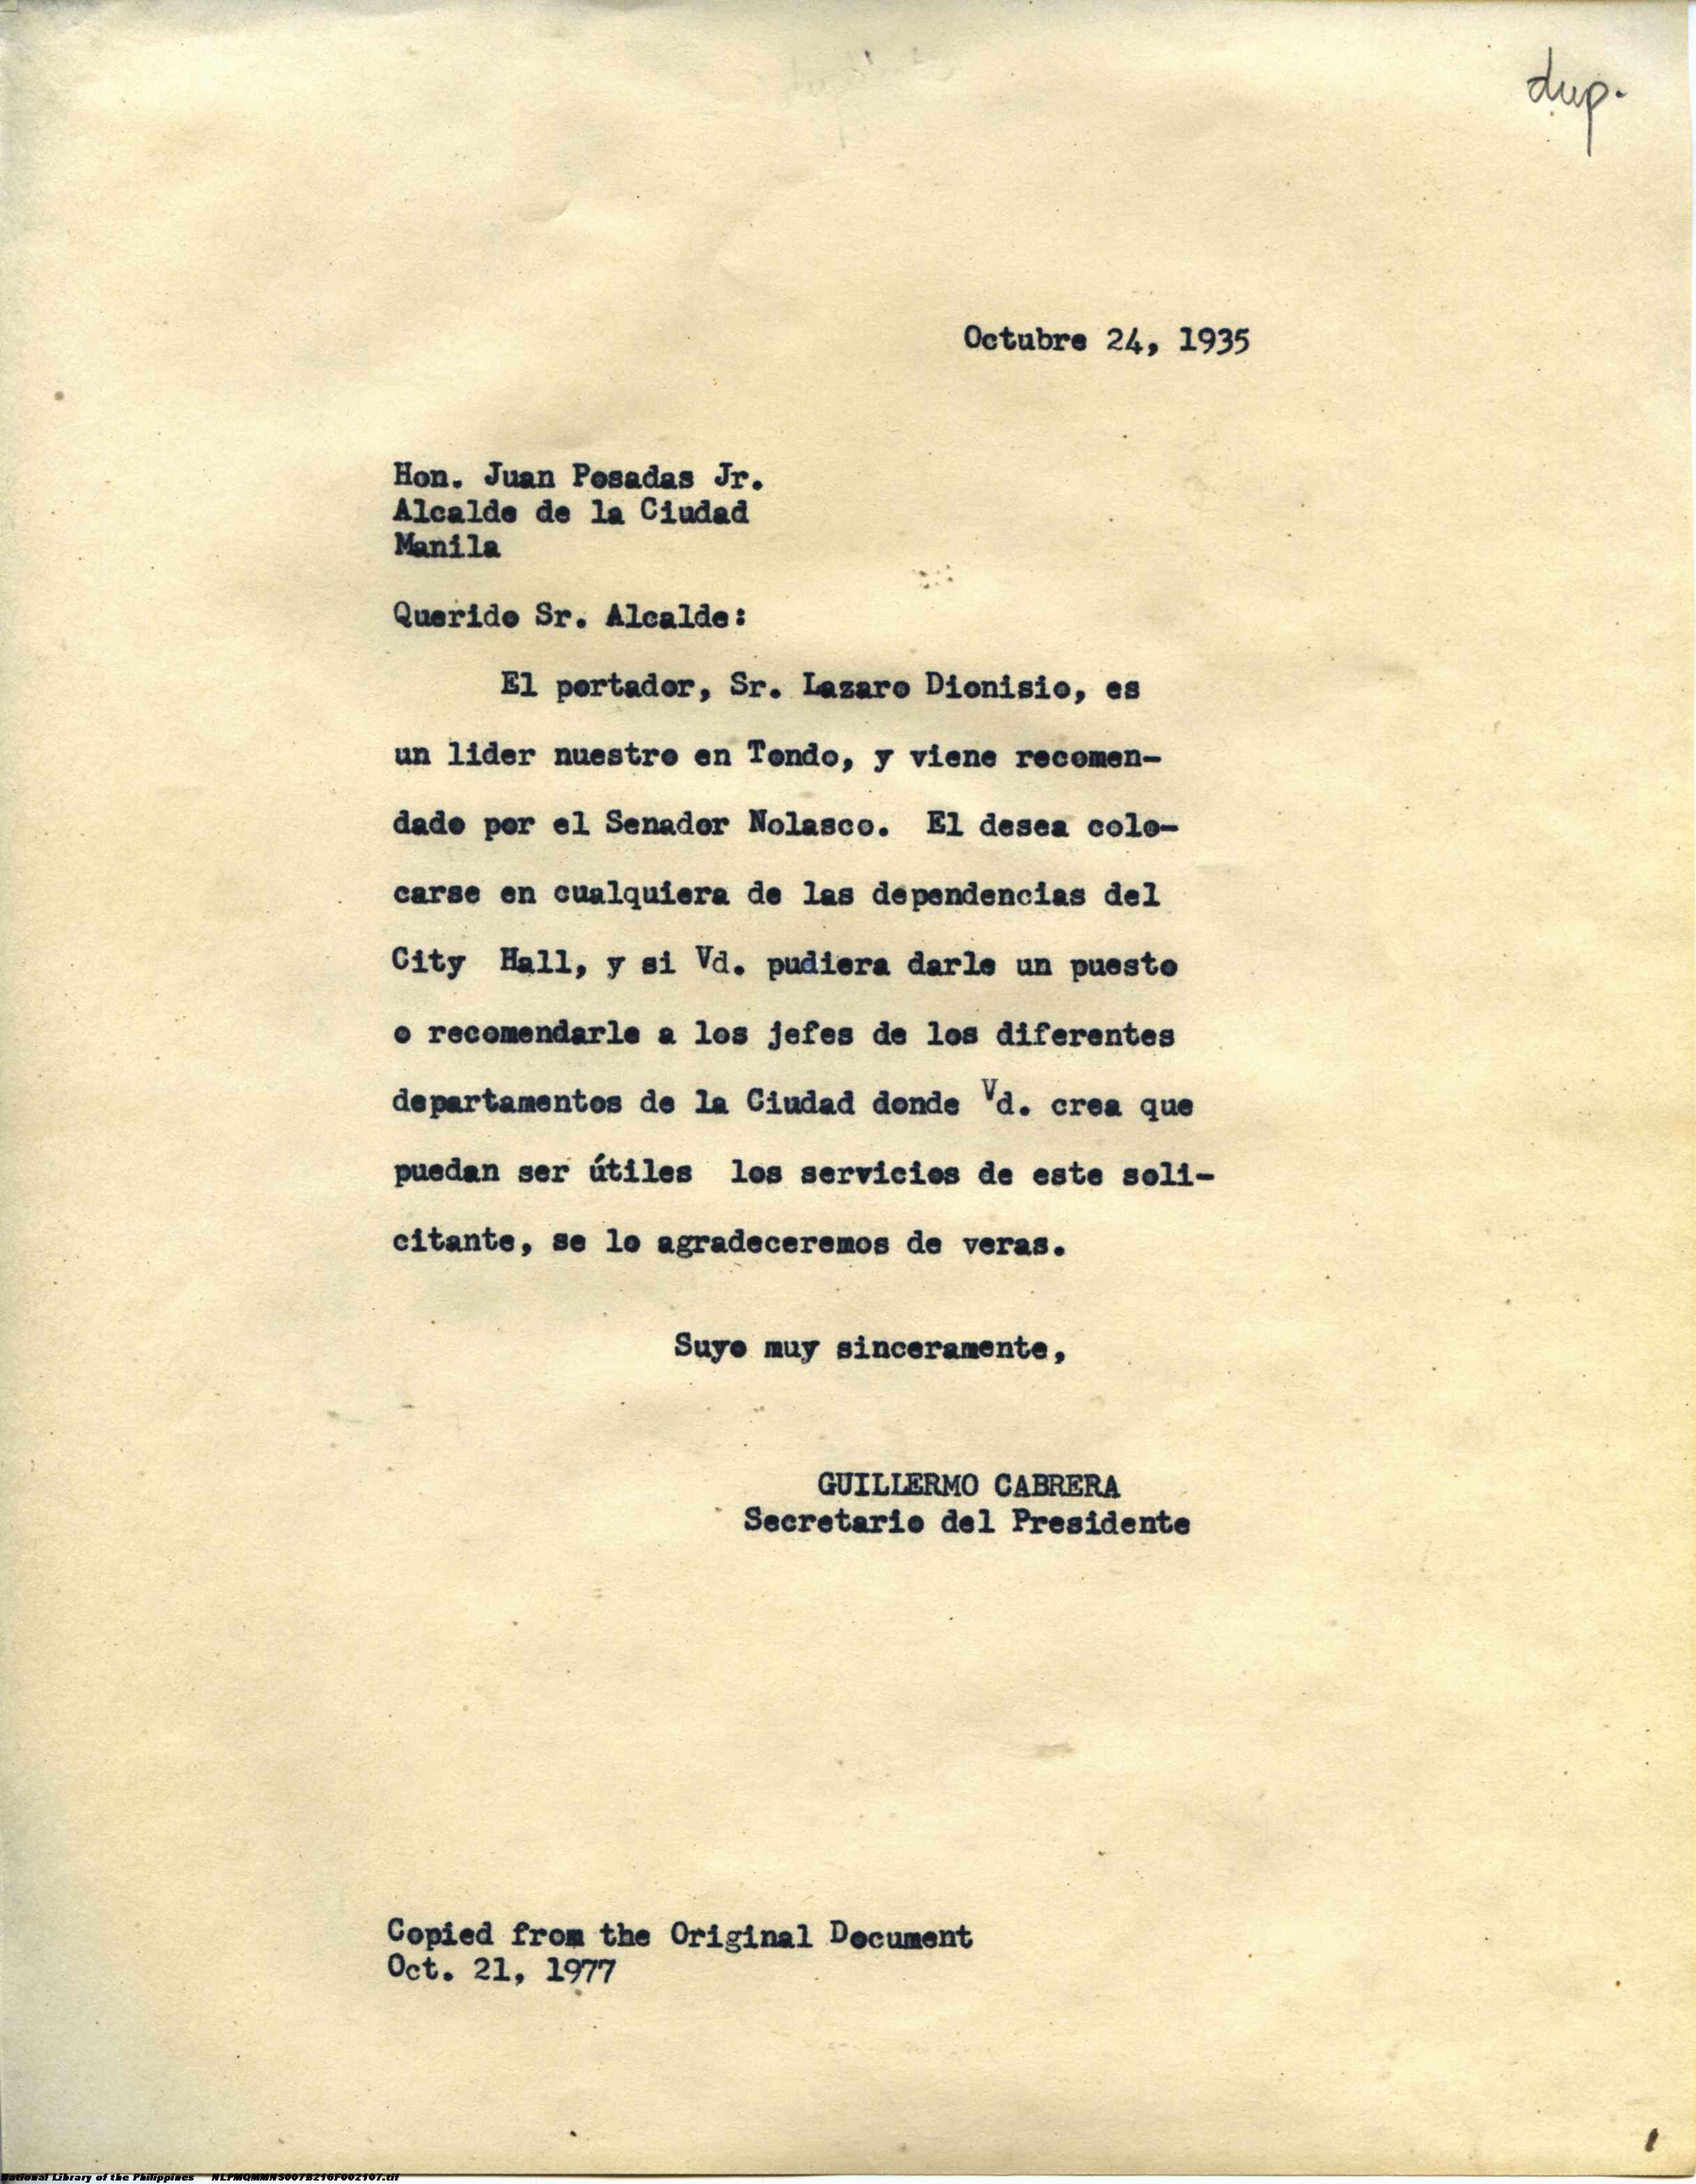 dup.
Octubre 24, 1935
Hon. Juan Posadas Jr.
Alcalde de la Ciudad
Manila
Querido Sr. Alcalde:
El portador, Sr. Lazaro Dionisio, es
un lider nuestro en Tondo, y viene recomen-
dado por el Senador Nolasco. El desea colo-
carse en cualquiera de las dependencias del
City Hall, y si Vd. pudiera darle un puesto
o recomendarle a los jefes de los diferentes
departamentos de la Ciudad donde Vd. crea que
puedan ser útiles los servicios de este soli-
citante, se lo agradeceremos de veras.
Suyo muy sinceramente,
GUILLERMO CABRERA
Secretario del Presidente
Copied from the Original Document
Oct. 21, 1977
1
National Library of the Philippines